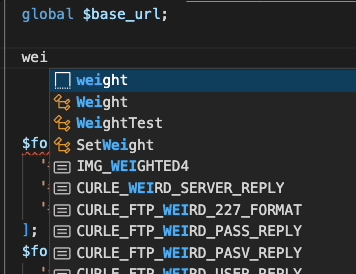 global $base_url;
wei
weight
Weight
WeightTest
$fo
SetWeight
IMG_WEIGHTED4
CURLE_WEIRD_SERVER_REPLY
CURLE_FTP_WEIRD_227_FORMAT
];
CURLE_FTP_WEIRD_PASS_REPLY
$fo
CURLE_FTP_WEIRD_PASV_REPLY
CURLE_FTP_WEIRD_USER_REPLY